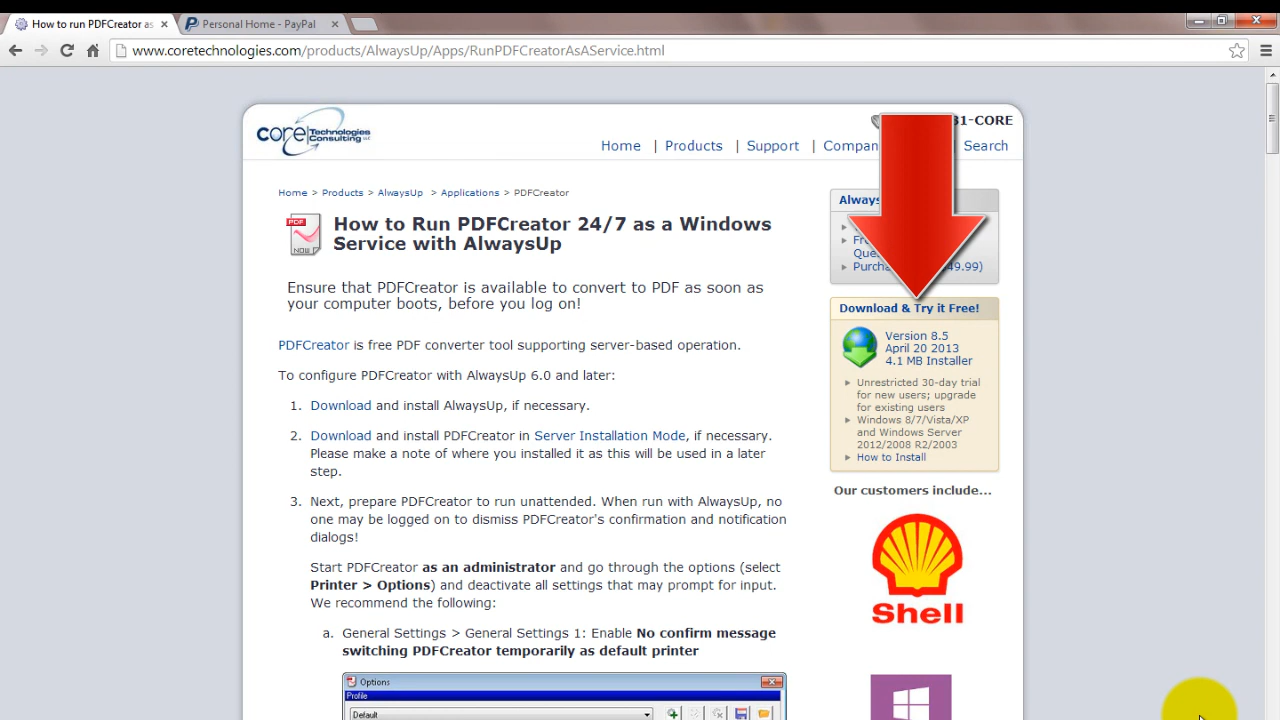 How to run PDFCreator as
Personal Home - PayPal
www.coretechnologies.com/products/AlwaysUp/Apps/RunPDFCreatorAsAService.html
core Technologies Consulting LLC
31-CORE
Home | Products | Support | Compan Search
Home > Products > AlwaysUp > Applications > PDFCreator
PDF
NOW
How to Run PDFCreator 24/7 as a Windows
Service with AlwaysUp
Ensure that PDFCreator is available to convert to PDF as soon as
your computer boots, before you log on!
PDFCreator is free PDF converter tool supporting server-based operation.
To configure PDFCreator with AlwaysUp 6.0 and later:
1. Download and install AlwaysUp, if necessary.
2. Download and install PDFCreator in Server Installation Mode, if necessary.
Please make a note of where you installed it as this will be used in a later
step.
3. Next, prepare PDFCreator to run unattended. When run with AlwaysUp, no
one may be logged on to dismiss PDFCreator's confirmation and notification
dialogs!
Start PDFCreator as an administrator and go through the options (select
Printer > Options) and deactivate all settings that may prompt for input.
We recommend the following:
a. General Settings > General Settings 1: Enable No confirm message
switching PDFCreator temporarily as default printer
Options
Profile
Default
Always
Fr
Que
Purch 49.99)
Download & Try it Free!
Version 8.5
April 20 2013
4.1 MB Installer
Unrestricted 30-day trial
for new users; upgrade
for existing users
Windows 8/7/Vista/XP
and Windows Server
2012/2008 R2/2003
How to Install
Our customers include...
Shell